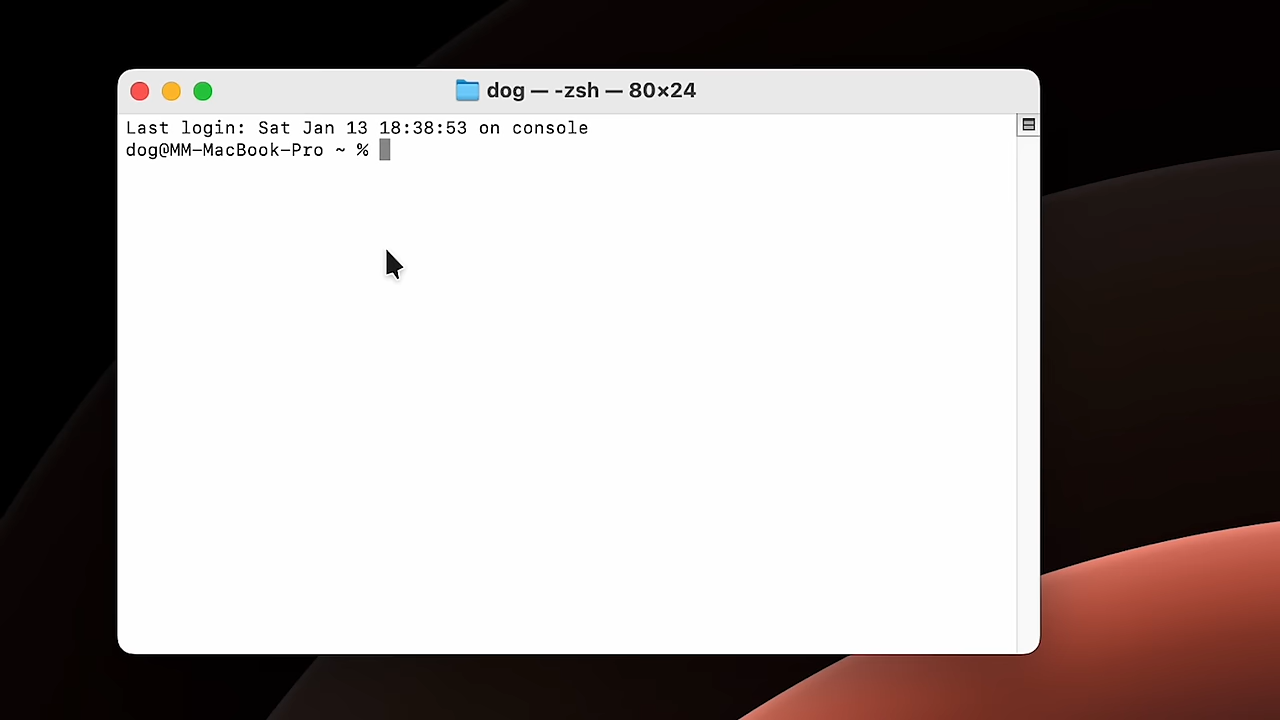 dog — -zsh — 80×24
Last login: Sat Jan 13 18:38:53 on console
dog@MM-MacBook-Pro ~ %